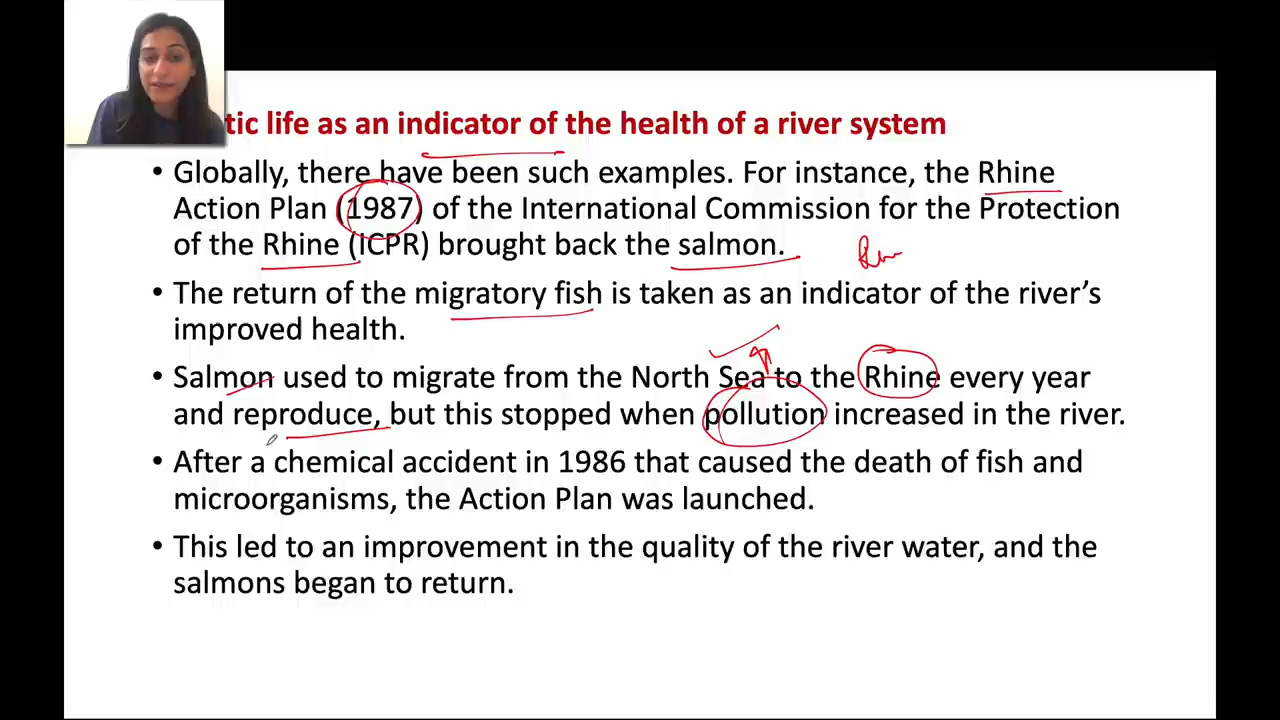 tic life as an indicator of the health of a river system
• Globally, there have been such examples. For instance, the Rhine
Action Plan (1987) of the International Commission for the Protection
of the Rhine (ICPR) brought back the salmon.
• The return of the migratory fish is taken as an indicator of the river's
improved health.
• Salmon used to migrate from the North Sea to the Rhine every year
and reproduce, but this stopped when pollution increased in the river.
• After a chemical accident in 1986 that caused the death of fish and
microorganisms, the Action Plan was launched.
• This led to an improvement in the quality of the river water, and the
salmons began to return.